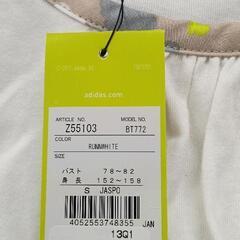 adidas.com
ARTICLE NO. MODEL NO.
Z55103 BT772
COLOR
RUNWHITE
SIZE
バスト 78~82
身長 152~158
S JASPO
4052553748355 JAN
13Q1